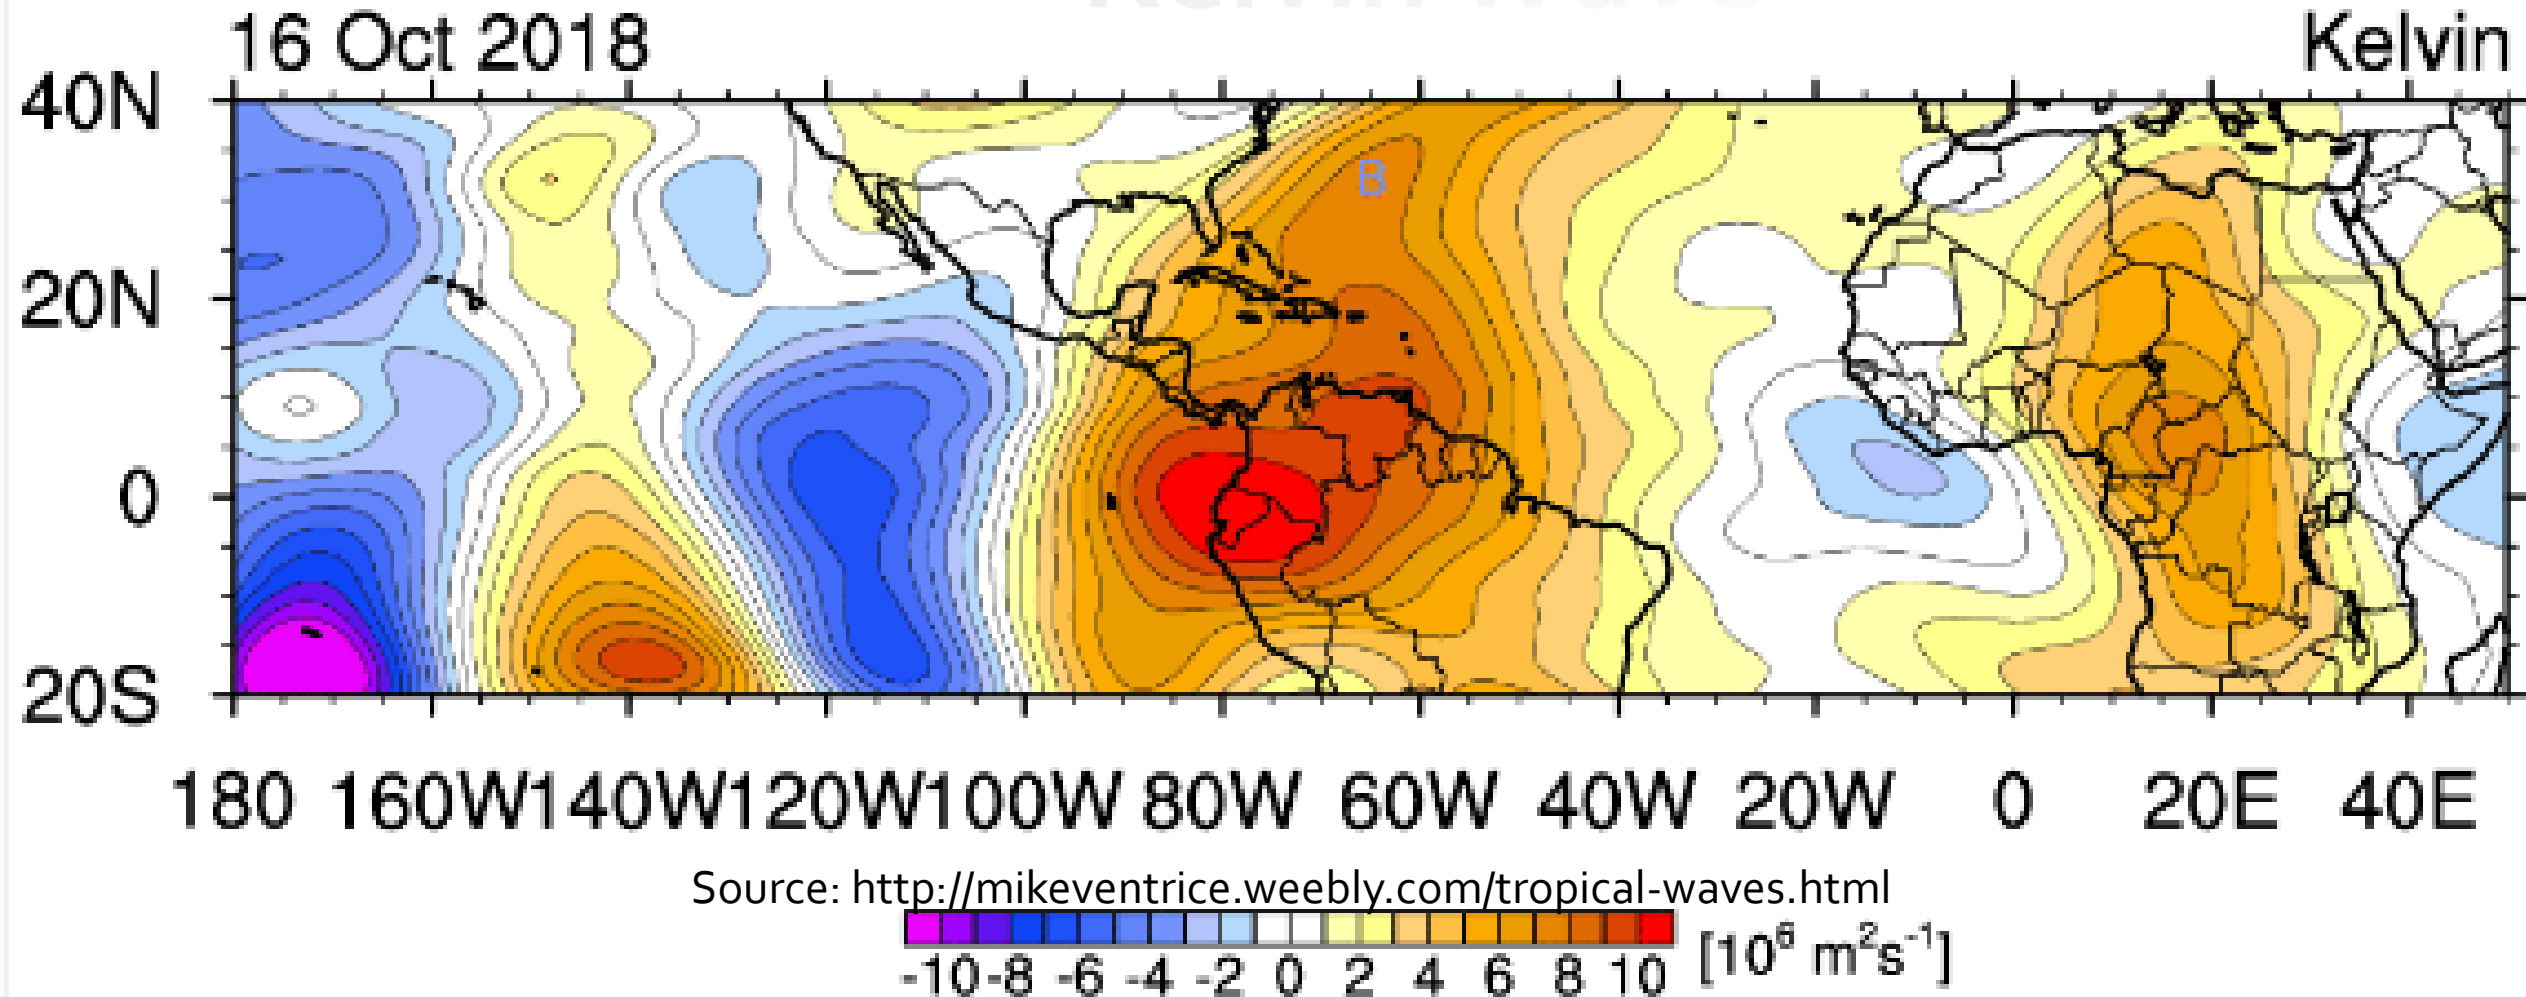 16 Oct 2018 Kelvin
40N
B
20N
0
20S
180 160W 140W 120W 100W 80W 60W 40W 20W 0 20E 40E
Source: http://mikeventrice.weebly.com/tropical-waves.html
-10 -8 -6 -4 -2 0 2 4 6 8 10 [10⁶ m²s⁻¹]